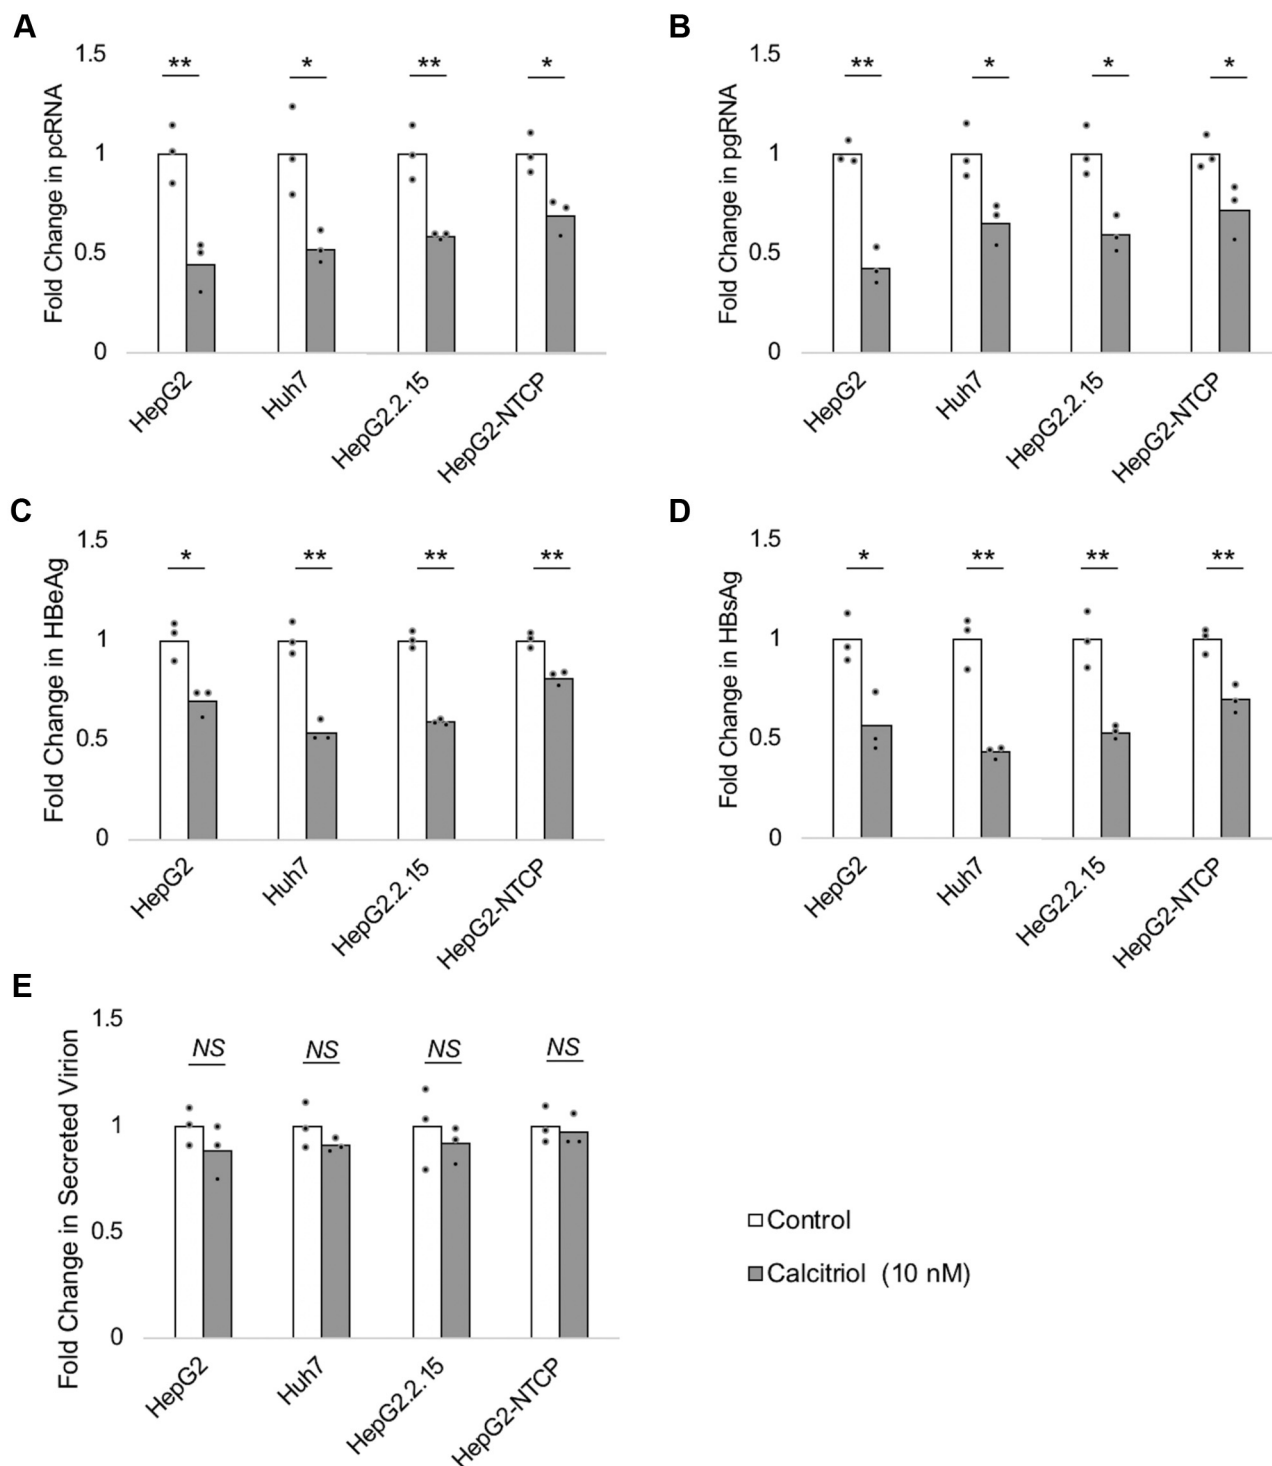 A
Fold Change in pcRNA
1.5
1
0.5
0
** * ** *
HepG2
Huh7
HepG2.2.15
HepG2-NTCP
B
Fold Change in pgRNA
1.5
1
0.5
0
** * * *
HepG2
Huh7
HepG2.2.15
HepG2-NTCP
C
Fold Change in HBeAg
1.5
1
0.5
0
* ** ** **
HepG2
Huh7
HepG2.2.15
HepG2-NTCP
D
Fold Change in HBsAg
1.5
1
0.5
0
* ** ** **
HepG2
Huh7
HeG2.2.15
HepG2-NTCP
E
Fold Change in Secreted Virion
1.5
1
0.5
0
NS NS NS NS
HepG2
Huh7
HepG2.2.15
HepG2-NTCP
Control
Calcitriol (10 nM)